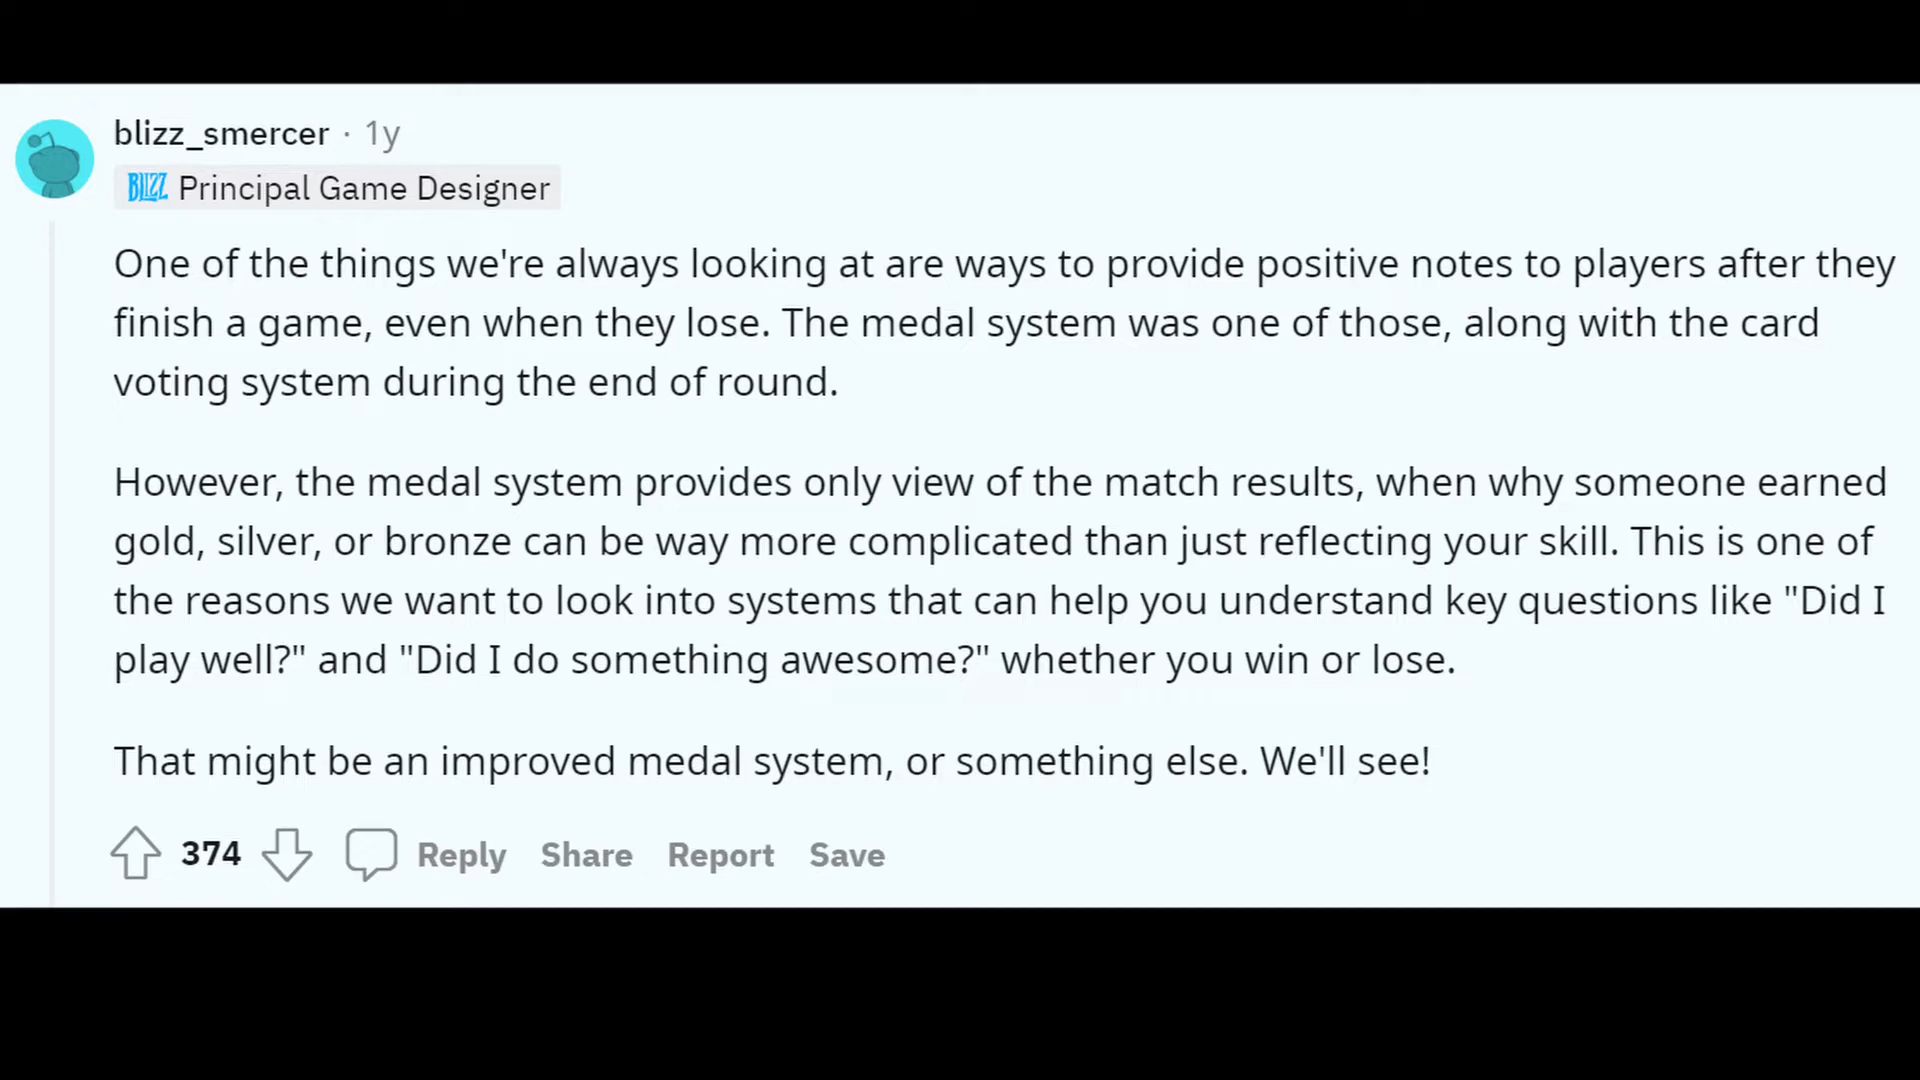 blizz_smercer · 1y
BLIZZ Principal Game Designer
One of the things we're always looking at are ways to provide positive notes to players after they
finish a game, even when they lose. The medal system was one of those, along with the card
voting system during the end of round.
However, the medal system provides only view of the match results, when why someone earned
gold, silver, or bronze can be way more complicated than just reflecting your skill. This is one of
the reasons we want to look into systems that can help you understand key questions like "Did I
play well?" and "Did I do something awesome?" whether you win or lose.
That might be an improved medal system, or something else. We'll see!
374 Reply Share Report Save